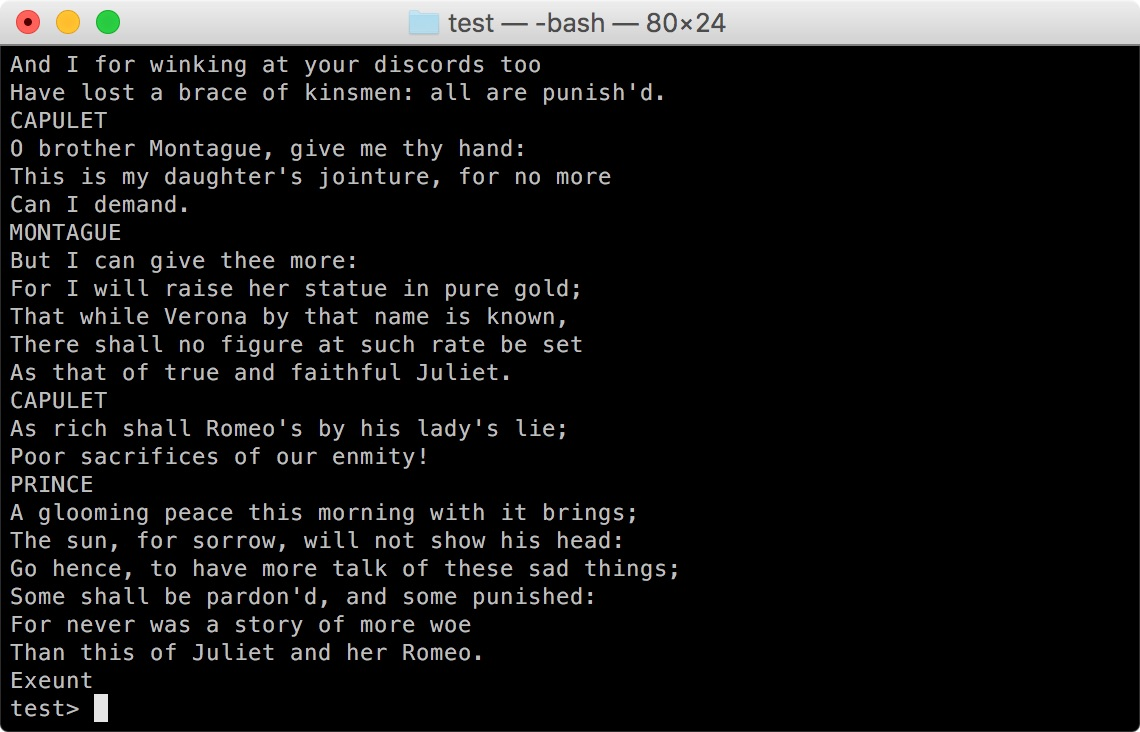 test — -bash — 80×24
And I for winking at your discords too
Have lost a brace of kinsmen: all are punish'd.
CAPULET
O brother Montague, give me thy hand:
This is my daughter's jointure, for no more
Can I demand.
MONTAGUE
But I can give thee more:
For I will raise her statue in pure gold;
That while Verona by that name is known,
There shall no figure at such rate be set
As that of true and faithful Juliet.
CAPULET
As rich shall Romeo's by his lady's lie;
Poor sacrifices of our enmity!
PRINCE
A glooming peace this morning with it brings;
The sun, for sorrow, will not show his head:
Go hence, to have more talk of these sad things;
Some shall be pardon'd, and some punished:
For never was a story of more woe
Than this of Juliet and her Romeo.
Exeunt
test>